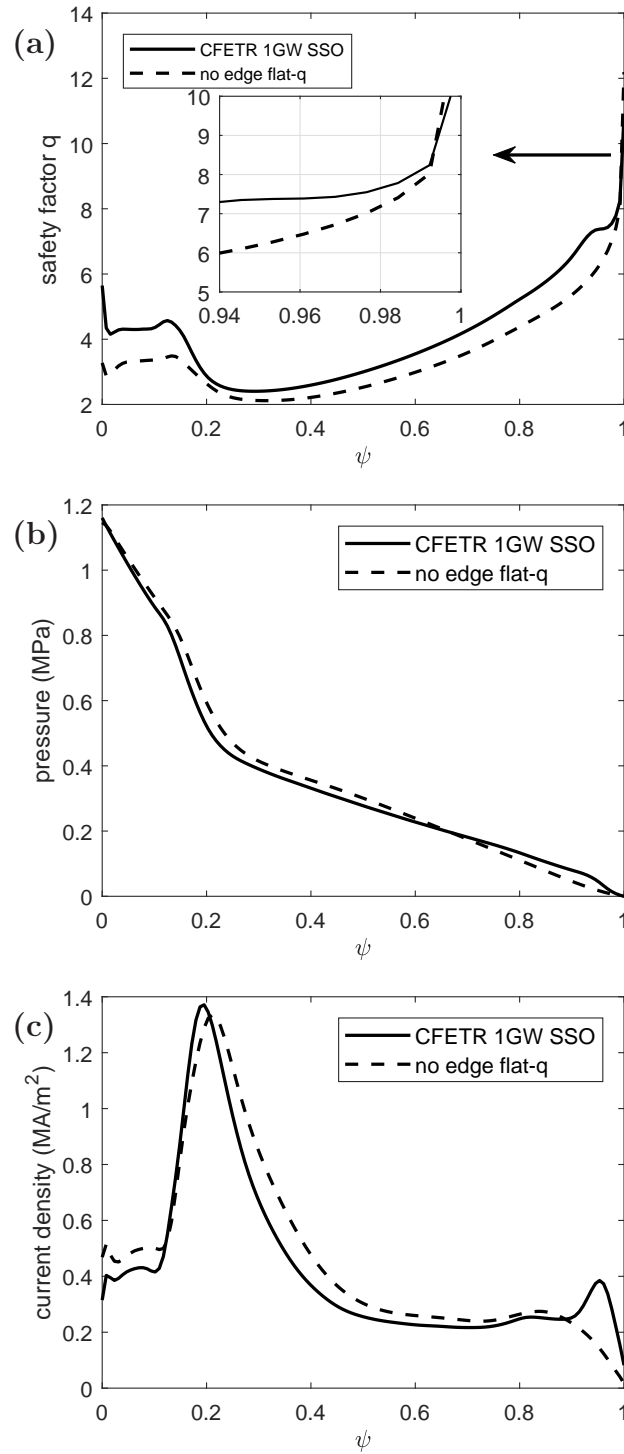 (a)
14
12
10
8
6
4
2
safety factor q
CFETR 1GW SSO
no edge flat-q
10
9
8
7
6
5
0.94 0.96 0.98 1
0 0.2 0.4 0.6 0.8 1
ψ
(b)
1.2
1
0.8
0.6
0.4
0.2
0
pressure (MPa)
CFETR 1GW SSO
no edge flat-q
0 0.2 0.4 0.6 0.8 1
ψ
(c)
1.4
1.2
1
0.8
0.6
0.4
0.2
0
current density (MA/m²)
CFETR 1GW SSO
no edge flat-q
0 0.2 0.4 0.6 0.8 1
ψ